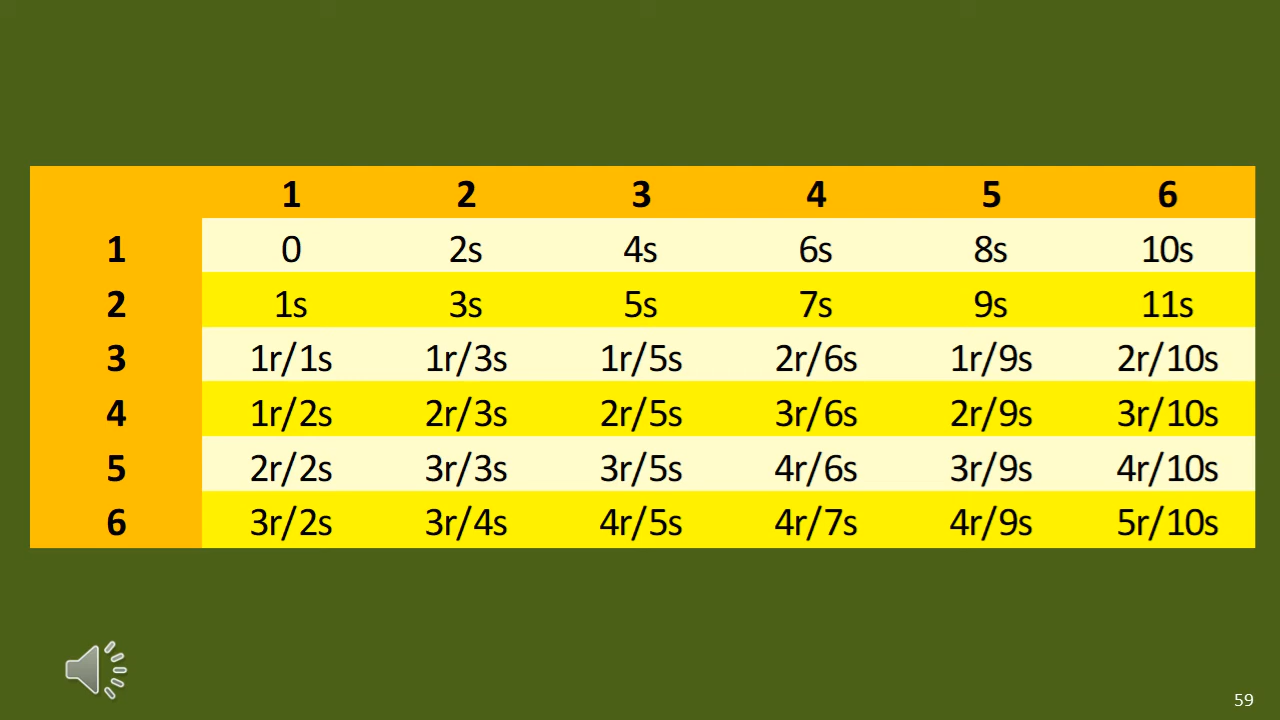 1 2 3 4 5 6
1 0 2s 4s 6s 8s 10s
2 1s 3s 5s 7s 9s 11s
3 1r/1s 1r/3s 1r/5s 2r/6s 1r/9s 2r/10s
4 1r/2s 2r/3s 2r/5s 3r/6s 2r/9s 3r/10s
5 2r/2s 3r/3s 3r/5s 4r/6s 3r/9s 4r/10s
6 3r/2s 3r/4s 4r/5s 4r/7s 4r/9s 5r/10s
59